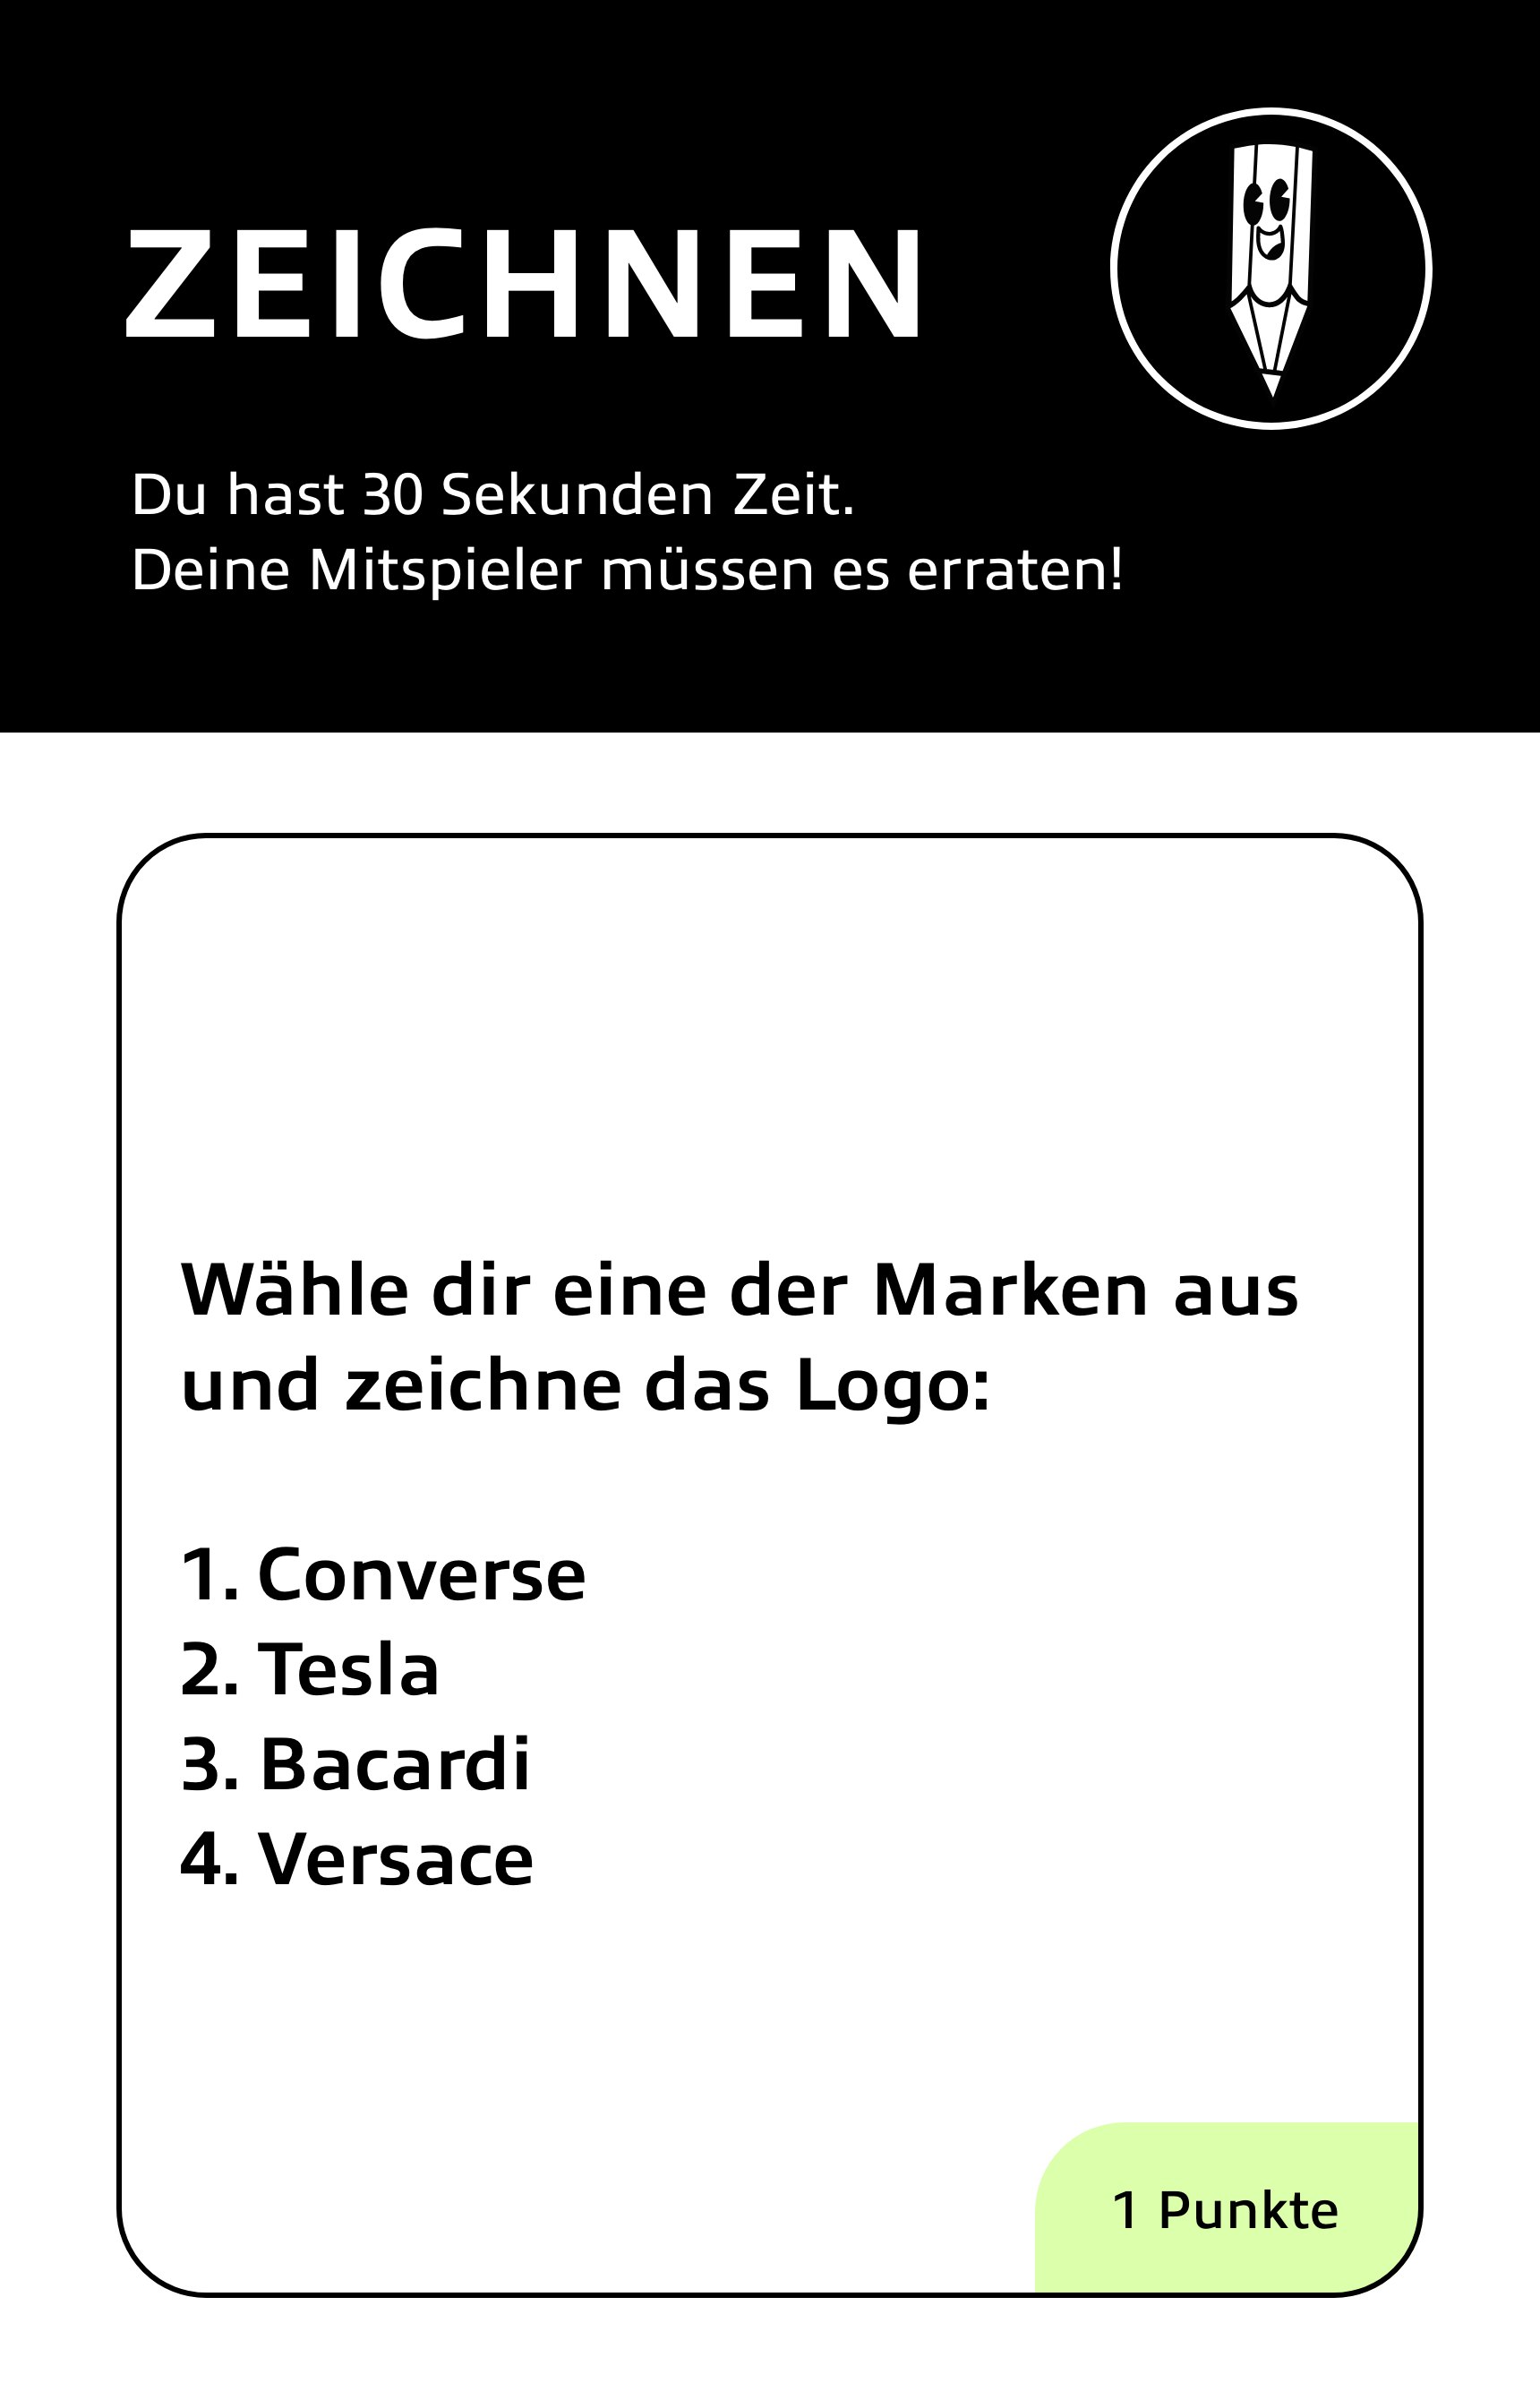 ZEICHNEN
Du hast 30 Sekunden Zeit.
Deine Mitspieler müssen es erraten!
Wähle dir eine der Marken aus
und zeichne das Logo:
1. Converse
2. Tesla
3. Bacardi
4. Versace
1 Punkte